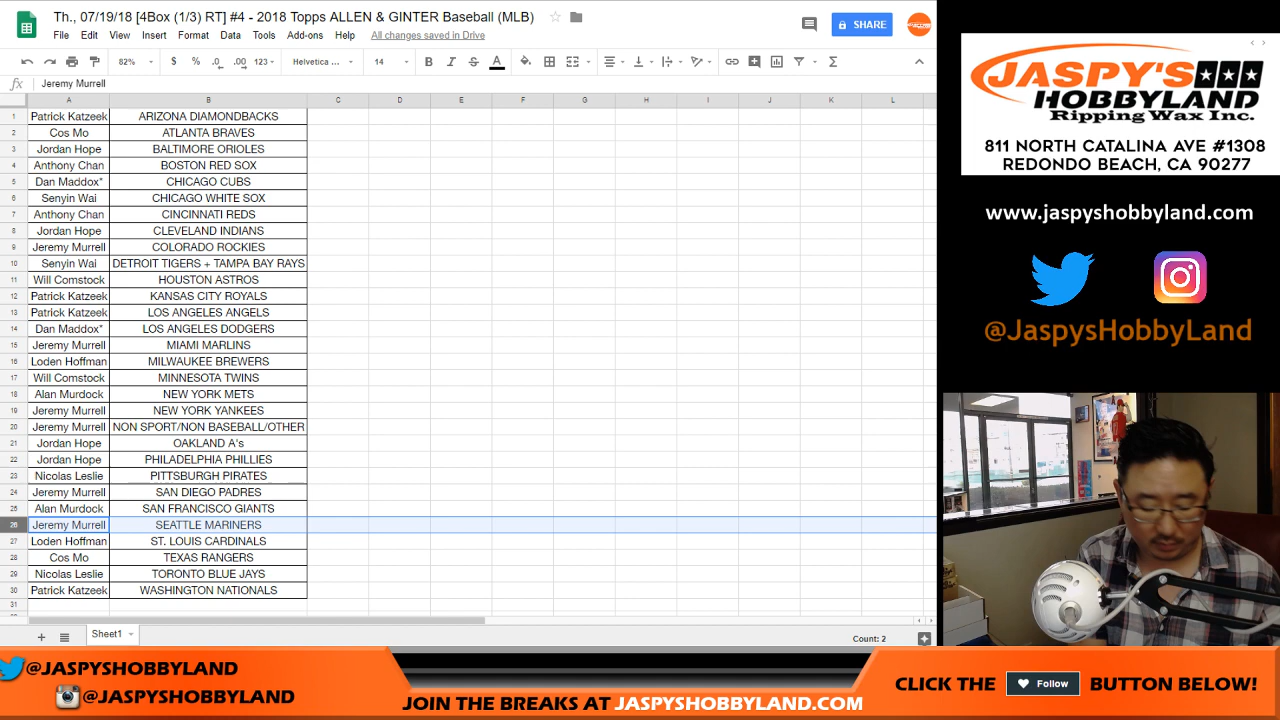 Th., 07/19/18 [4Box (1/3) RT] #4 - 2018 Topps ALLEN & GINTER Baseball (MLB)
File Edit View Insert Format Data Tools Add-ons Help All changes saved in Drive
SHARE
82% $ % .0 .00 123 Helvetica ... 14 B I S A
fx Jeremy Murrell
A B C D E F G H I J K L
1 Patrick Katzeek ARIZONA DIAMONDBACKS
2 Cos Mo ATLANTA BRAVES
3 Jordan Hope BALTIMORE ORIOLES
4 Anthony Chan BOSTON RED SOX
5 Dan Maddox* CHICAGO CUBS
6 Senyin Wai CHICAGO WHITE SOX
7 Anthony Chan CINCINNATI REDS
8 Jordan Hope CLEVELAND INDIANS
9 Jeremy Murrell COLORADO ROCKIES
10 Senyin Wai DETROIT TIGERS + TAMPA BAY RAYS
11 Will Comstock HOUSTON ASTROS
12 Patrick Katzeek KANSAS CITY ROYALS
13 Patrick Katzeek LOS ANGELES ANGELS
14 Dan Maddox* LOS ANGELES DODGERS
15 Jeremy Murrell MIAMI MARLINS
16 Loden Hoffman MILWAUKEE BREWERS
17 Will Comstock MINNESOTA TWINS
18 Alan Murdock NEW YORK METS
19 Jeremy Murrell NEW YORK YANKEES
20 Jeremy Murrell NON SPORT/NON BASEBALL/OTHER
21 Jordan Hope OAKLAND A's
22 Jordan Hope PHILADELPHIA PHILLIES
23 Nicolas Leslie PITTSBURGH PIRATES
24 Jeremy Murrell SAN DIEGO PADRES
25 Alan Murdock SAN FRANCISCO GIANTS
26 Jeremy Murrell SEATTLE MARINERS
27 Loden Hoffman ST. LOUIS CARDINALS
28 Cos Mo TEXAS RANGERS
29 Nicolas Leslie TORONTO BLUE JAYS
30 Patrick Katzeek WASHINGTON NATIONALS
31
Sheet1
Count: 2
JASPY'S
HOBBYLAND
Ripping Wax Inc.
811 NORTH CATALINA AVE #1308
REDONDO BEACH, CA 90277
www.jaspyshobbyland.com
@JaspysHobbyLand
@JASPYSHOBBYLAND
@JASPYSHOBBYLAND
JOIN THE BREAKS AT JASPYSHOBBYLAND.COM
CLICK THE Follow BUTTON BELOW!